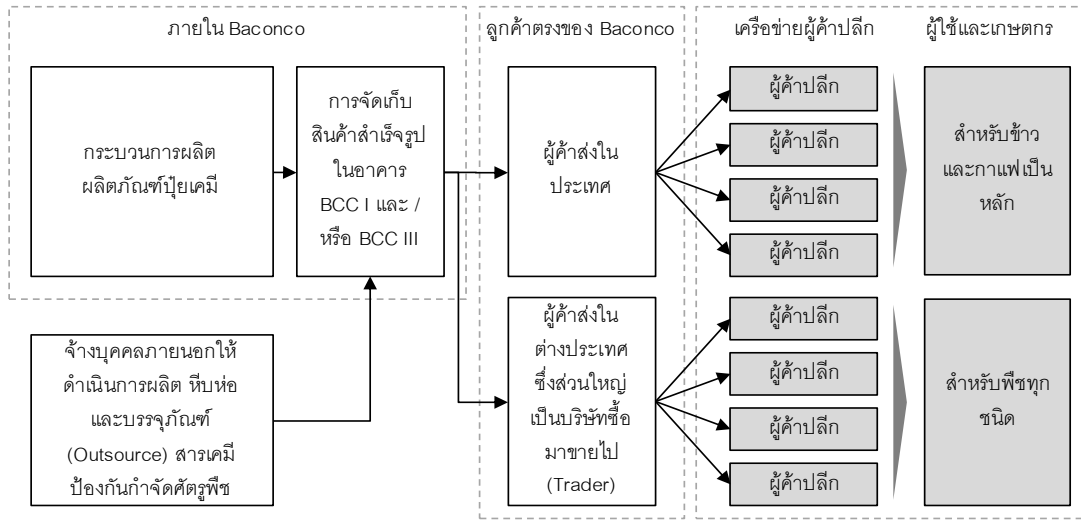 ภายใน Baconco
ลูกค้าตรงของ Baconco
เครือข่ายผู้ค้าปลีก
ผู้ใช้และเกษตกร
กระบวนการผลิต
ผลิตภัณฑ์ปุ๋ยเคมี
การจัดเก็บ
สินค้าสำเร็จรูป
ในอาคาร
BCC I และ /
หรือ BCC III
จ้างบุคคลภายนอกให้
ดำเนินการผลิต หีบห่อ
และบรรจุภัณฑ์
(Outsource) สารเคมี
ป้องกันกำจัดศัตรูพืช
ผู้ค้าส่งใน
ประเทศ
ผู้ค้าส่งใน
ต่างประเทศ
ซึ่งส่วนใหญ่
เป็นบริษัทซื้อ
มาขายไป
(Trader)
ผู้ค้าปลีก
ผู้ค้าปลีก
ผู้ค้าปลีก
ผู้ค้าปลีก
ผู้ค้าปลีก
ผู้ค้าปลีก
ผู้ค้าปลีก
ผู้ค้าปลีก
สำหรับข้าว
และกาแฟเป็น
หลัก
สำหรับพืชทุก
ชนิด